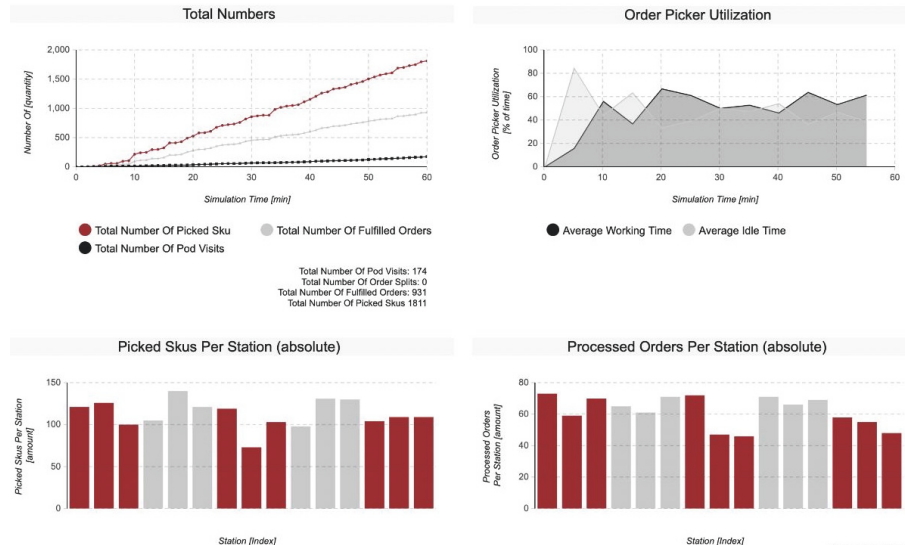 Total Numbers
Number Of [quantity]
2,000
1,500
1,000
500
0
0
10
20
30
40
50
60
Simulation Time [min]
Total Number Of Picked Sku
Total Number Of Fulfilled Orders
Total Number Of Pod Visits
Total Number Of Pod Visits: 174
Total Number Of Order Splits: 0
Total Number Of Fulfilled Orders: 931
Total Number Of Picked Skus 1811
Order Picker Utilization
Order Picker Utilization
[% of time]
100
80
60
40
20
0
0
10
20
30
40
50
60
Simulation Time [min]
Average Working Time
Average Idle Time
Picked Skus Per Station (absolute)
Picked Skus Per Station
[amount]
150
100
50
0
Station [Index]
Processed Orders Per Station (absolute)
Processed Orders
Per Station [amount]
80
60
40
20
0
Station [Index]